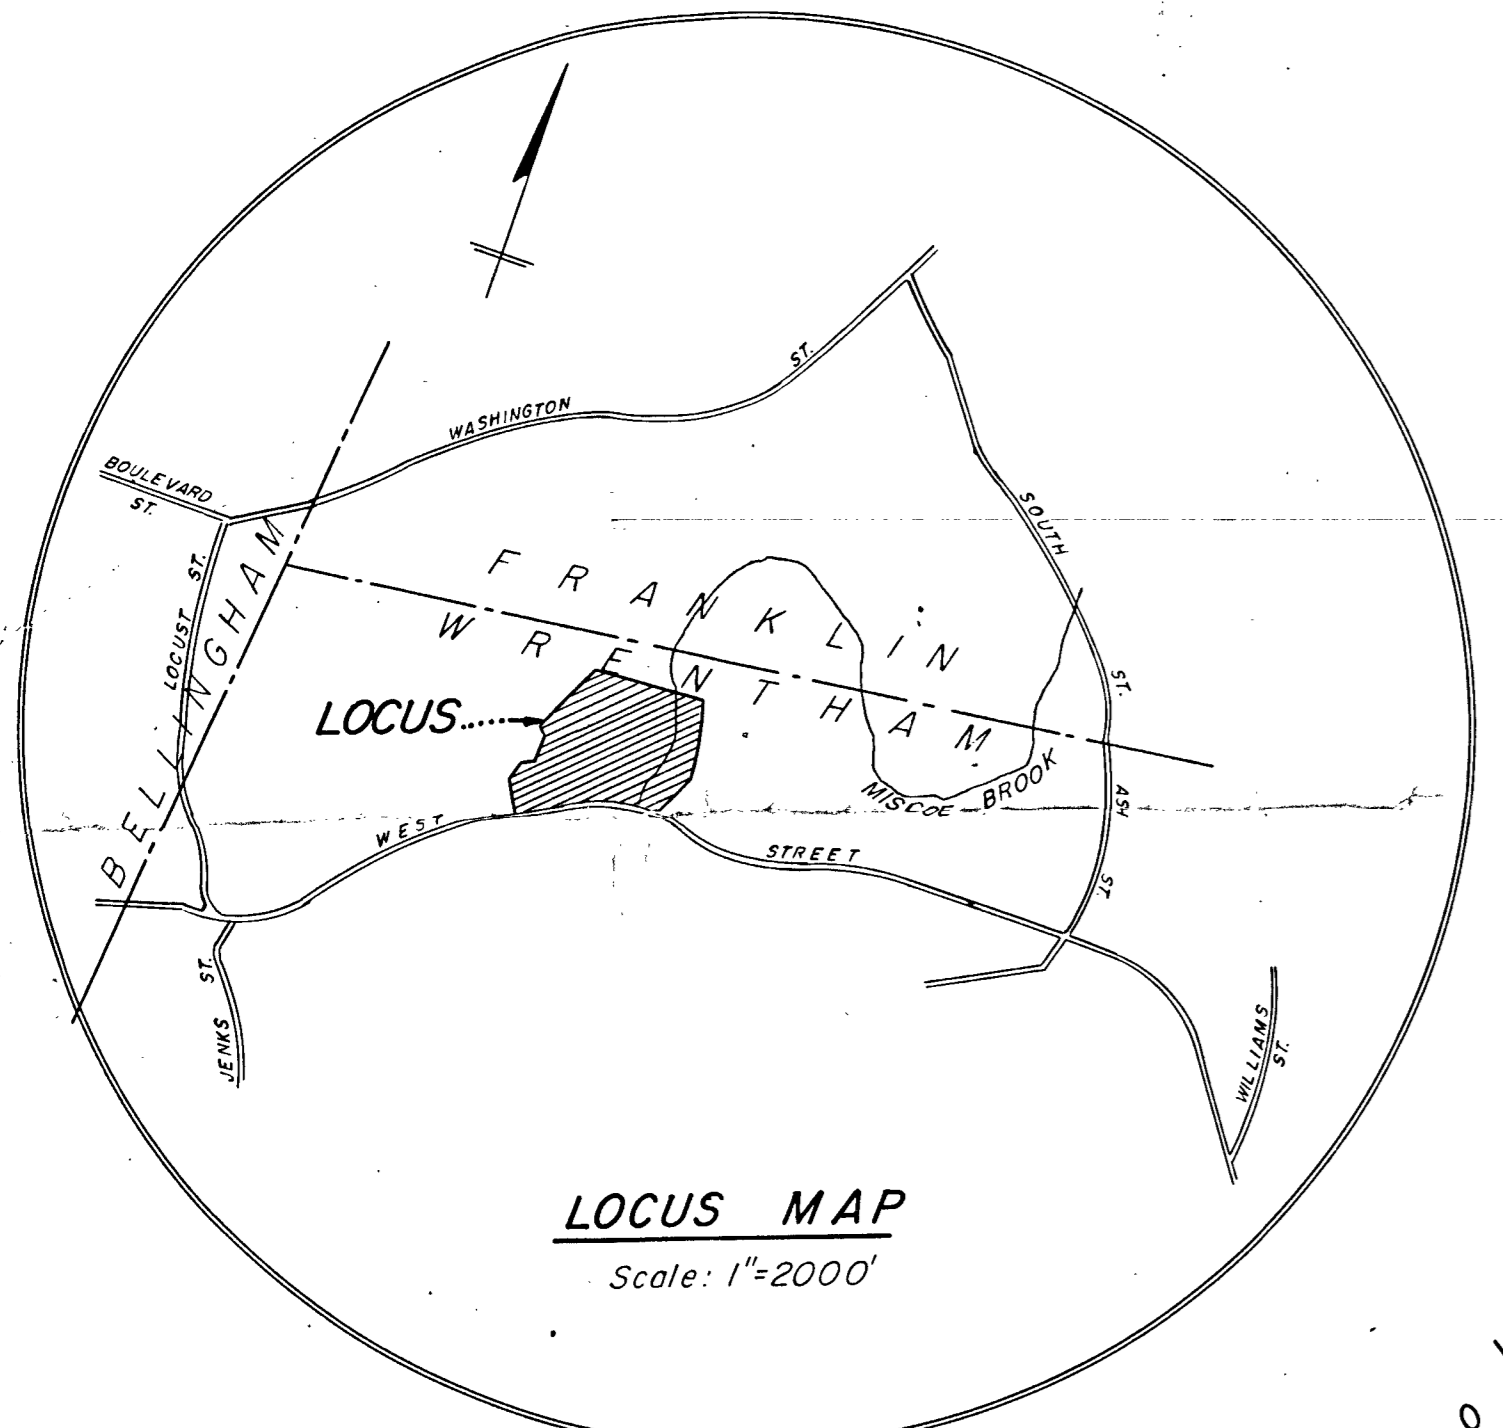 WASHINGTON ST.
BOULEVARD
ST.
LOCUST ST.
BELLINGHAM
SOUTH ST.
FRANKLIN
WRENTHAM
LOCUS
MISCOE BROOK
ASH ST.
WEST STREET
JENKS ST.
WILLIAMS
ST.
LOCUS MAP
Scale: 1"=2000'